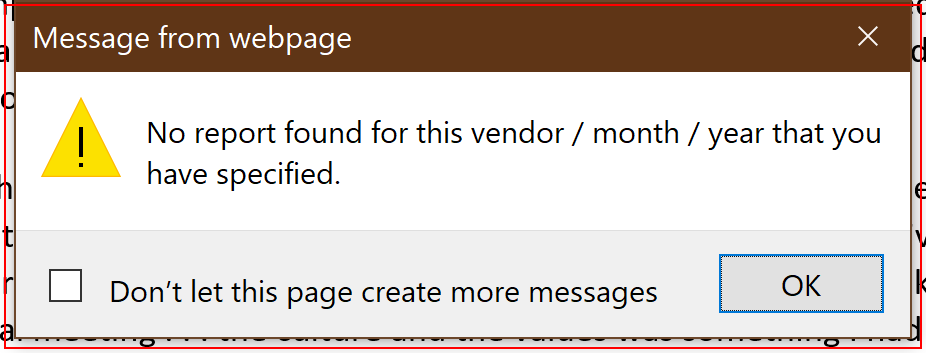 Message from webpage
No report found for this vendor / month / year that you
have specified.
Don't let this page create more messages
OK